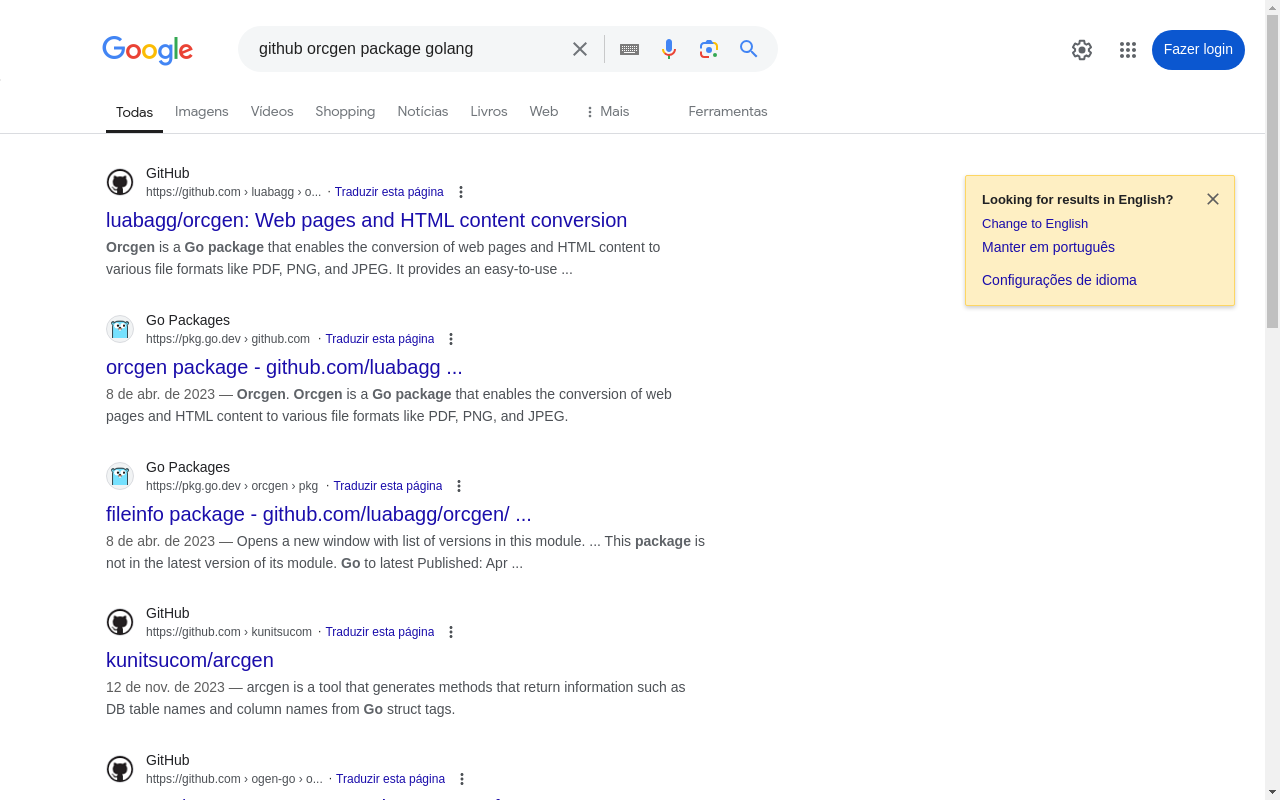 Google
github orcgen package golang
Fazer login
Todas
Imagens
Vídeos
Shopping
Notícias
Livros
Web
Mais
Ferramentas
GitHub
https://github.com › luabagg › o... · Traduzir esta página
luabagg/orcgen: Web pages and HTML content conversion
Orcgen is a Go package that enables the conversion of web pages and HTML content to
various file formats like PDF, PNG, and JPEG. It provides an easy-to-use ...
Looking for results in English?
Change to English
Manter em português
Configurações de idioma
Go Packages
https://pkg.go.dev › github.com · Traduzir esta página
orcgen package - github.com/luabagg ...
8 de abr. de 2023 — Orcgen. Orcgen is a Go package that enables the conversion of web
pages and HTML content to various file formats like PDF, PNG, and JPEG.
Go Packages
https://pkg.go.dev › orcgen › pkg · Traduzir esta página
fileinfo package - github.com/luabagg/orcgen/ ...
8 de abr. de 2023 — Opens a new window with list of versions in this module. ... This package is
not in the latest version of its module. Go to latest Published: Apr ...
GitHub
https://github.com › kunitsucom · Traduzir esta página
kunitsucom/arcgen
12 de nov. de 2023 — arcgen is a tool that generates methods that return information such as
DB table names and column names from Go struct tags.
GitHub
https://github.com › ogen-go › o... · Traduzir esta página